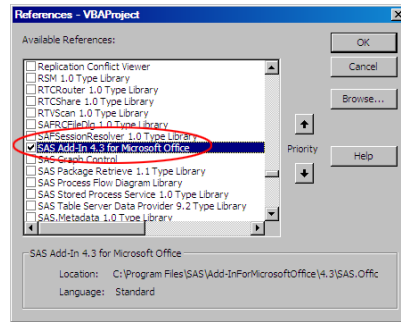 References - VBAProject
Available References:
OK
Replication Conflict Viewer
Cancel
RSM 1.0 Type Library
RTCRouter 1.0 Type Library
RTCShare 1.0 Type Library
Browse...
RTVScan 1.0 Type Library
SAFRCFileDlg 1.0 Type Library
SAFSessionResolver 1.0 Type Library
SAS Add-In 4.3 for Microsoft Office
Priority
SAS Graph Control
Help
SAS Package Retrieve 1.1 Type Library
SAS Process Flow Diagram Library
SAS Stored Process Service 1.0 Type Library
SAS Table Server Data Provider 9.2 Type Library
SAS.Metadata 1.0 Type Library
SAS Add-In 4.3 for Microsoft Office
Location: C:\Program Files\SAS\Add-InForMicrosoftOffice\4.3\SAS.Offic
Language: Standard